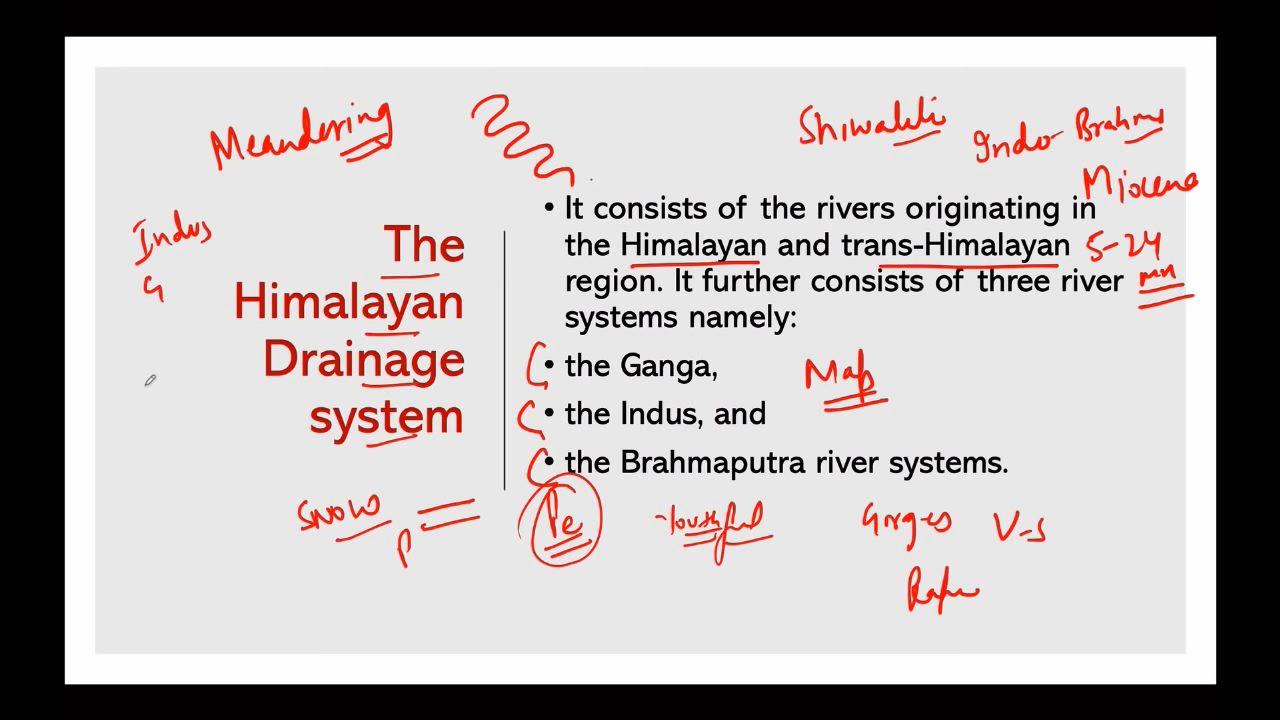 Meandering
Shiwalik
Indo-Brahma
Miocene
5-24
mn
Indus
G
The
Himalayan
Drainage
system
• It consists of the rivers originating in
the Himalayan and trans-Himalayan
region. It further consists of three river
systems namely:
• the Ganga,
• the Indus, and
• the Brahmaputra river systems.
Map
Snow
P
Pe
Youthful
Gorges
V-s